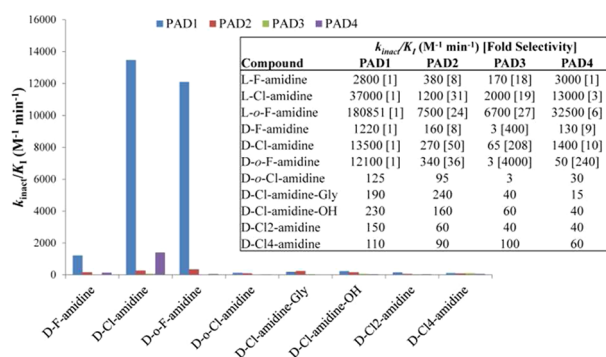 PAD1 PAD2 PAD3 PAD4
16000
14000
12000
10000
8000
6000
4000
2000
0
kinact/KI (M-1 min-1)
kinact/KI (M-1 min-1) [Fold Selectivity]
Compound PAD1 PAD2 PAD3 PAD4
L-F-amidine 2800 [1] 380 [8] 170 [18] 3000 [1]
L-Cl-amidine 37000 [1] 1200 [31] 2000 [19] 13000 [3]
L-o-F-amidine 180851 [1] 7500 [24] 6700 [27] 32500 [6]
D-F-amidine 1220 [1] 160 [8] 3 [400] 130 [9]
D-Cl-amidine 13500 [1] 270 [50] 65 [208] 1400 [10]
D-o-F-amidine 12100 [1] 340 [36] 3 [4000] 50 [240]
D-o-Cl-amidine 125 95 3 30
D-Cl-amidine-Gly 190 240 40 15
D-Cl-amidine-OH 230 160 60 40
D-Cl2-amidine 150 60 40 40
D-Cl4-amidine 110 90 100 60
D-F-amidine
D-Cl-amidine
D-o-F-amidine
D-o-Cl-amidine
D-Cl-amidine-Gly
D-Cl-amidine-OH
D-Cl2-amidine
D-Cl4-amidine